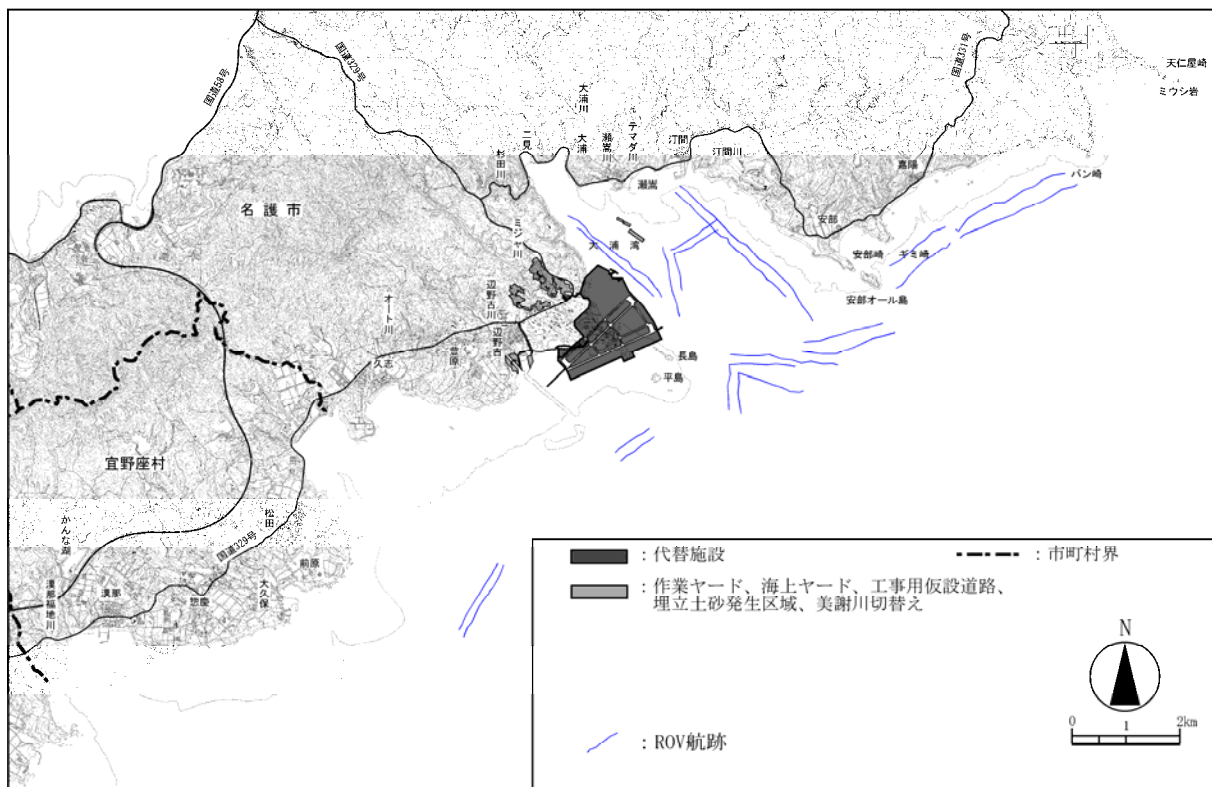 天仁屋崎
ミウシ岩
国道58号
国道329号
国道331号
大浦川
二見
大浦
瀬嵩川
テマダ川
汀間
汀間川
杉田川
瀬嵩
嘉陽
バン崎
名護市
ミジャ川
大浦湾
安部
安部崎
ギミ崎
安部オール島
オート川
辺野古川
辺野古
久志
豊原
長島
平島
宜野座村
かんな湖
松田
国道329号
前原
大久保
惣慶
漢那
漢那福地川
：代替施設
：市町村界
：作業ヤード、海上ヤード、工事用仮設道路、
埋立土砂発生区域、美謝川切替え
：ROV航跡
N
0 1 2km